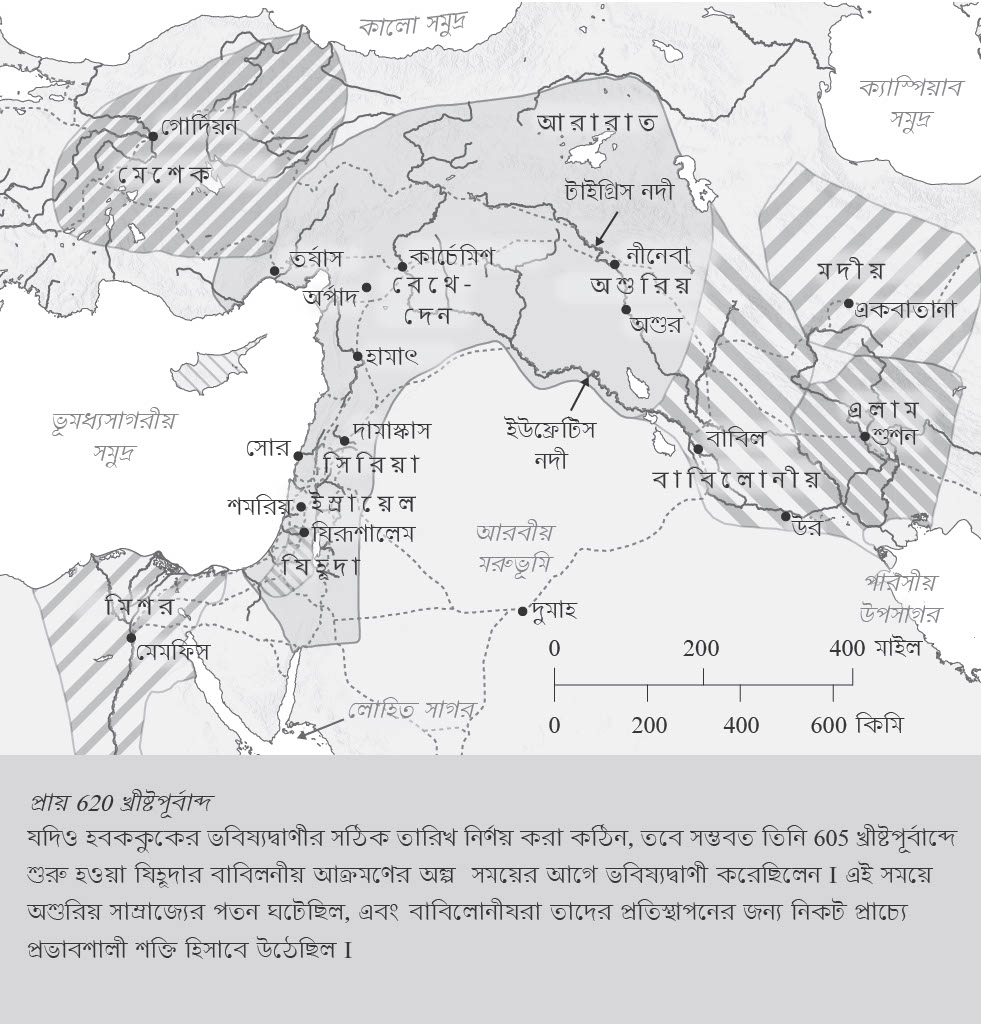 কালো সমুদ্র
ক্যাস্পিয়াব
সমুদ্র
গোর্দিয়ন
আরারাত
মেশেক
টাইগ্রিস নদী
তর্ষাস
কার্চেমিশ
নীনেবা
মদীয়
অর্পাদ
বেথে-
দেন
অশুরিয়
একবাতানা
অশুর
হামাৎ
ভূমধ্যসাগরীয়
সমুদ্র
এলাম
শুশন
সোর
দামাস্কাস
সিরিয়া
ইউফ্রেটিস
নদী
বাবিল
বাবিলোনীয়
শমরিয়
ইস্রায়েল
যিরূশালেম
যিহূদা
আরবীয়
মরুভূমি
উর
মিশর
মেমফিস
দুমাহ
পারসীয়
উপসাগর
0 200 400 মাইল
0 200 400 600 কিমি
লোহিত সাগর
প্রায় 620 খ্রীষ্টপূর্বাব্দ
যদিও হবককুকের ভবিষ্যদ্বাণীর সঠিক তারিখ নির্ণয় করা কঠিন, তবে সম্ভবত তিনি 605 খ্রীষ্টপূর্বাব্দে
শুরু হওয়া যিহূদার বাবিলনীয় আক্রমণের অল্প সময়ের আগে ভবিষ্যদ্বাণী করেছিলেন I এই সময়ে
অশুরিয় সাম্রাজ্যের পতন ঘটেছিল, এবং বাবিলোনীযরা তাদের প্রতিস্থাপনের জন্য নিকট প্রাচ্যে
প্রভাবশালী শক্তি হিসাবে উঠেছিল I